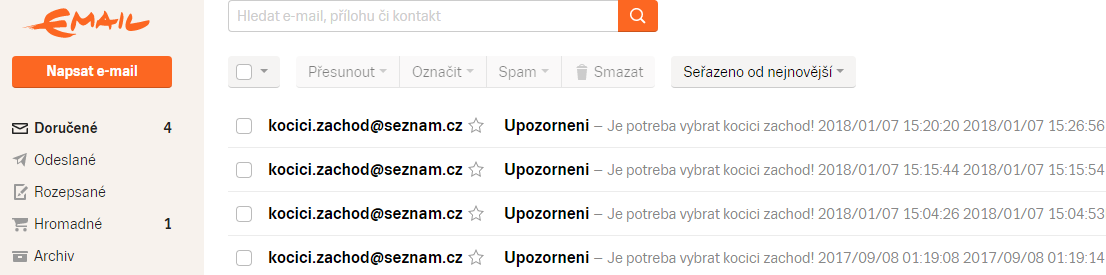 EMAIL
Hledat e-mail, přílohu či kontakt
Napsat e-mail
Přesunout Označit Spam Smazat Seřazeno od nejnovější
Doručené 4
Odeslané
Rozepsané
Hromadné 1
Archiv
kocici.zachod@seznam.cz Upozorneni – Je potreba vybrat kocici zachod! 2018/01/07 15:20:20 2018/01/07 15:26:56
kocici.zachod@seznam.cz Upozorneni – Je potreba vybrat kocici zachod! 2018/01/07 15:15:44 2018/01/07 15:15:54
kocici.zachod@seznam.cz Upozorneni – Je potreba vybrat kocici zachod! 2018/01/07 15:04:26 2018/01/07 15:04:53
kocici.zachod@seznam.cz Upozorneni – Je potreba vybrat kocici zachod! 2017/09/08 01:19:08 2017/09/08 01:19:14